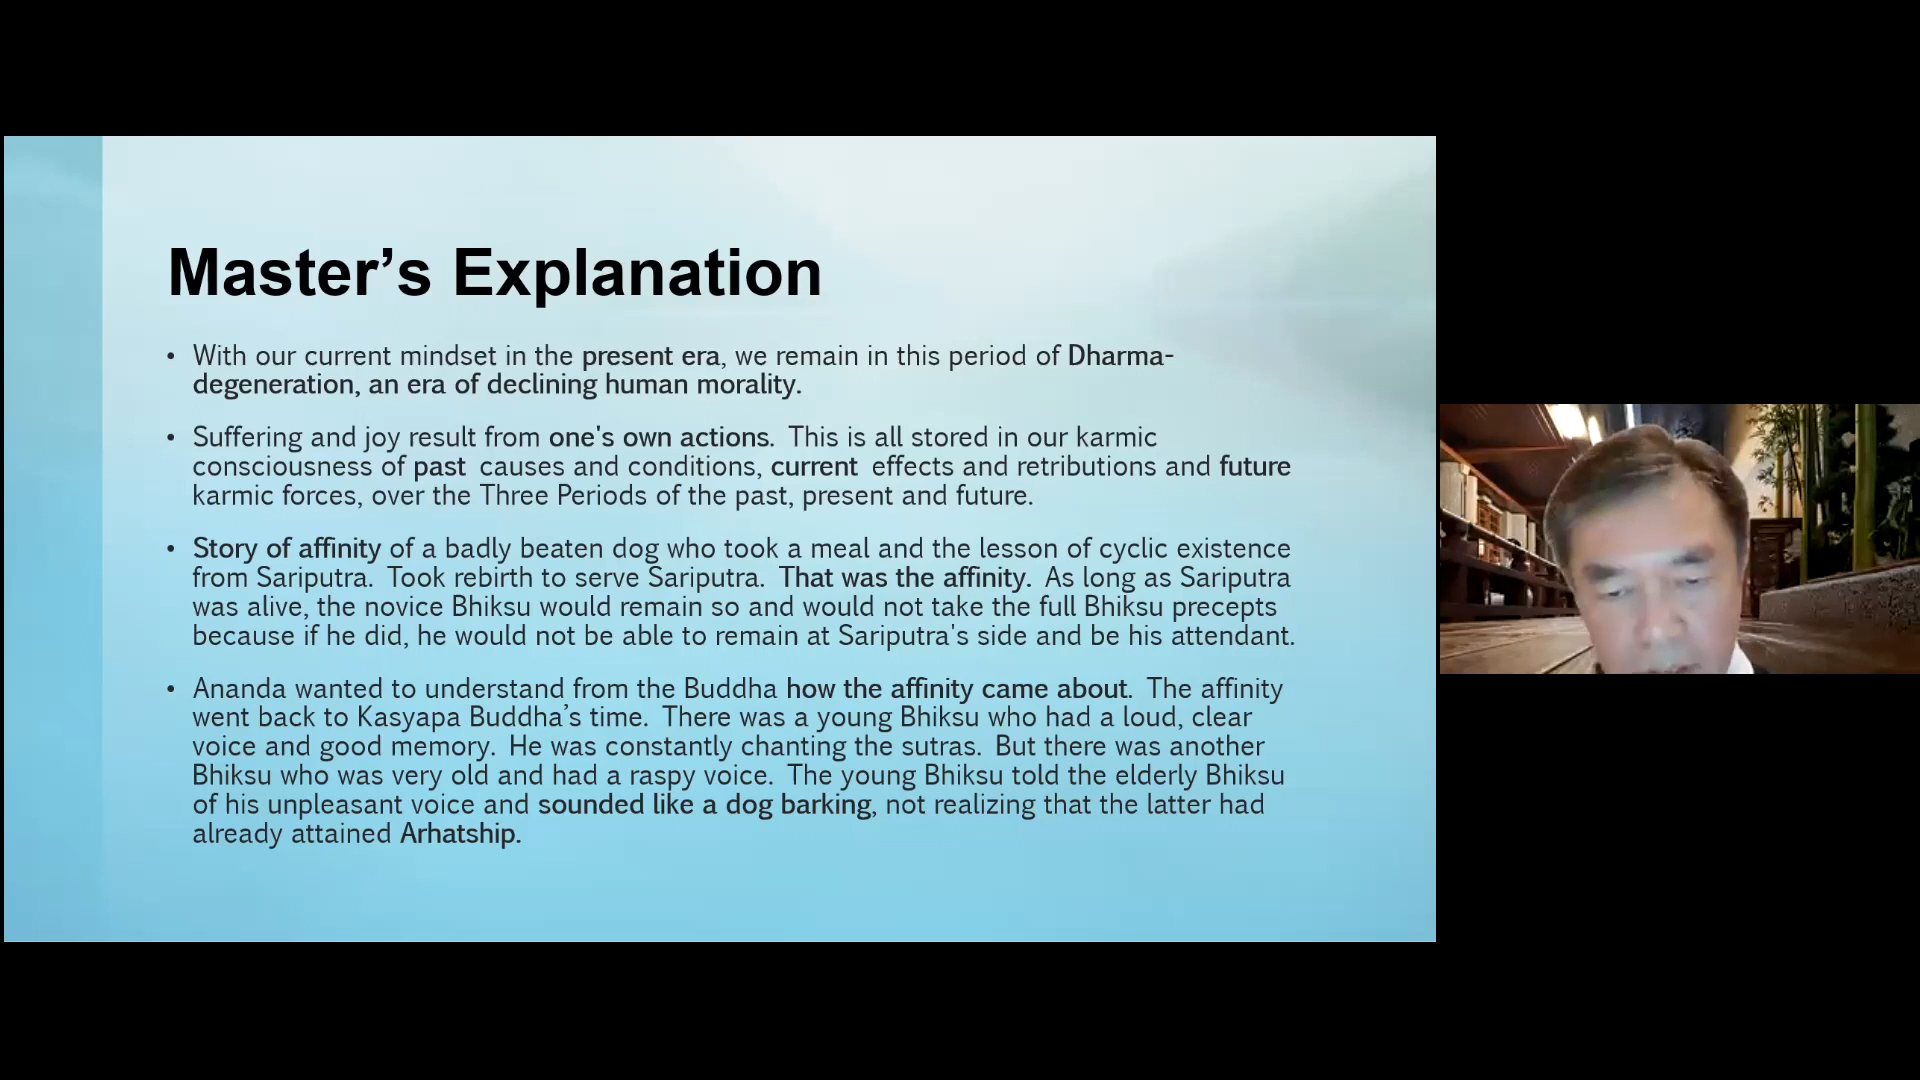 Master’s Explanation
• With our current mindset in the present era, we remain in this period of Dharma-
degeneration, an era of declining human morality.
• Suffering and joy result from one's own actions. This is all stored in our karmic
consciousness of past causes and conditions, current effects and retributions and future
karmic forces, over the Three Periods of the past, present and future.
• Story of affinity of a badly beaten dog who took a meal and the lesson of cyclic existence
from Sariputra. Took rebirth to serve Sariputra. That was the affinity. As long as Sariputra
was alive, the novice Bhiksu would remain so and would not take the full Bhiksu precepts
because if he did, he would not be able to remain at Sariputra's side and be his attendant.
• Ananda wanted to understand from the Buddha how the affinity came about. The affinity
went back to Kasyapa Buddha’s time. There was a young Bhiksu who had a loud, clear
voice and good memory. He was constantly chanting the sutras. But there was another
Bhiksu who was very old and had a raspy voice. The young Bhiksu told the elderly Bhiksu
of his unpleasant voice and sounded like a dog barking, not realizing that the latter had
already attained Arhatship.